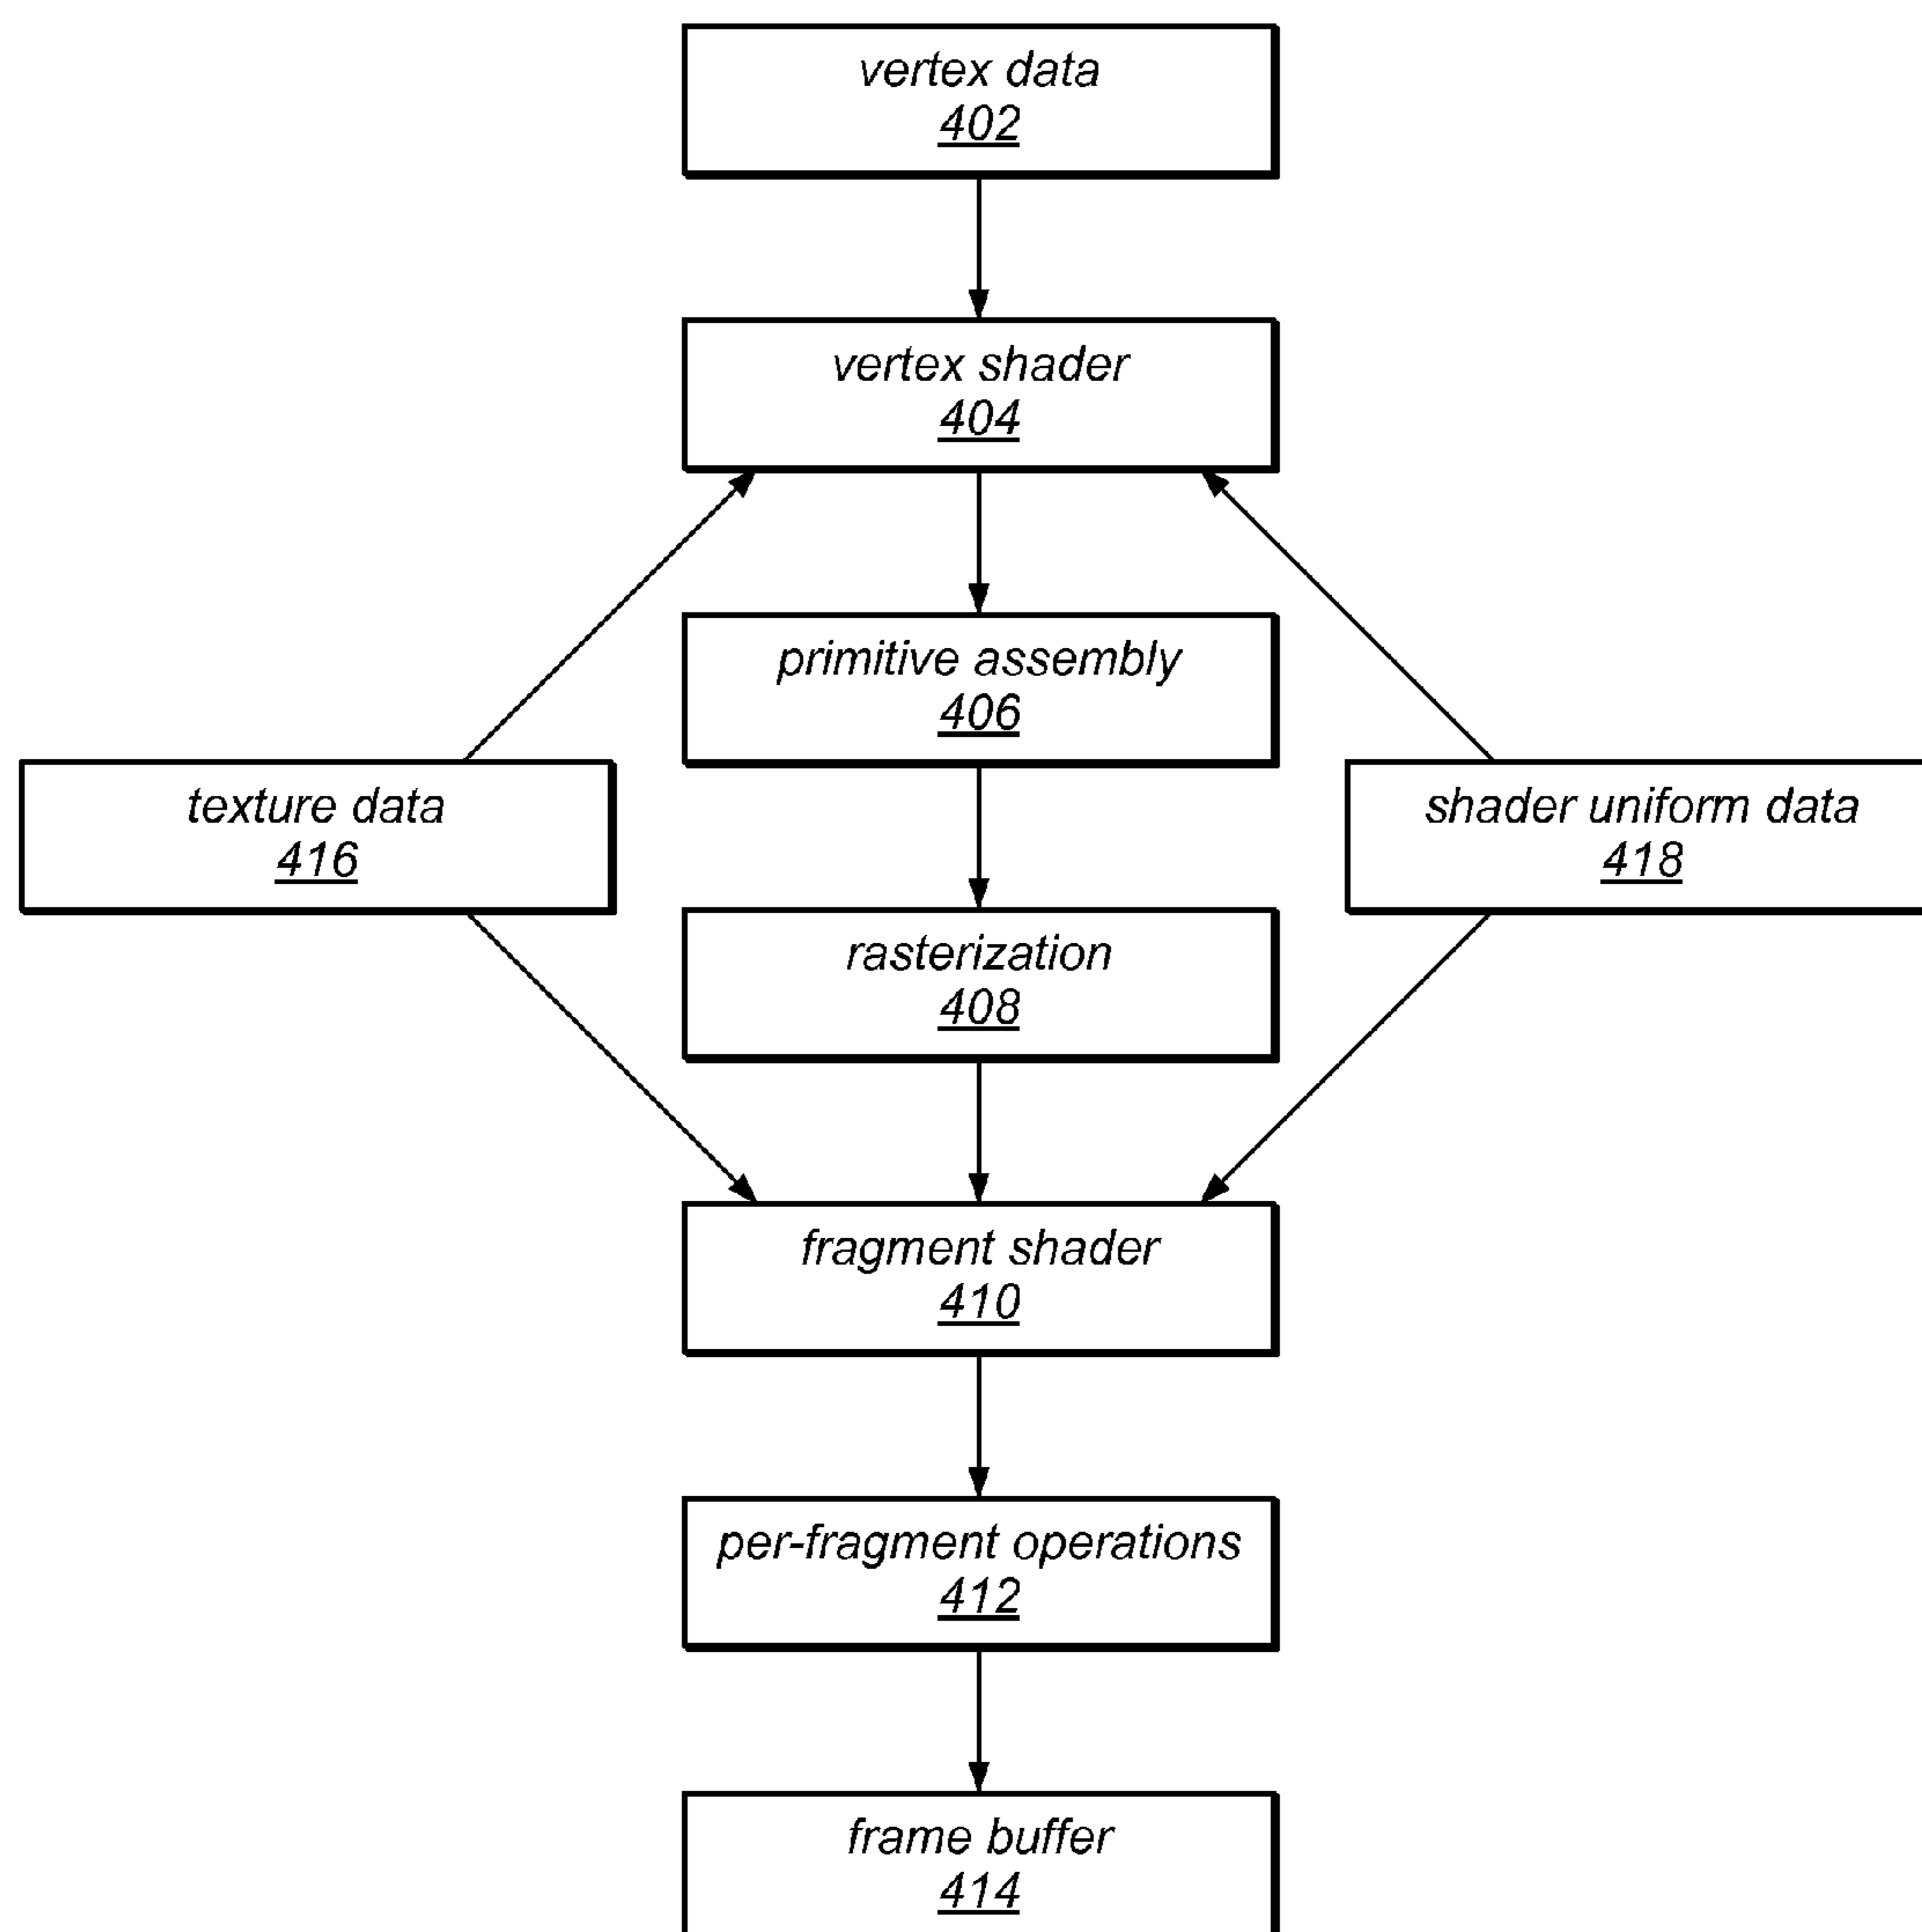 vertex data
402
vertex shader
404
primitive assembly
406
texture data
416
shader uniform data
418
rasterization
408
fragment shader
410
per-fragment operations
412
frame buffer
414